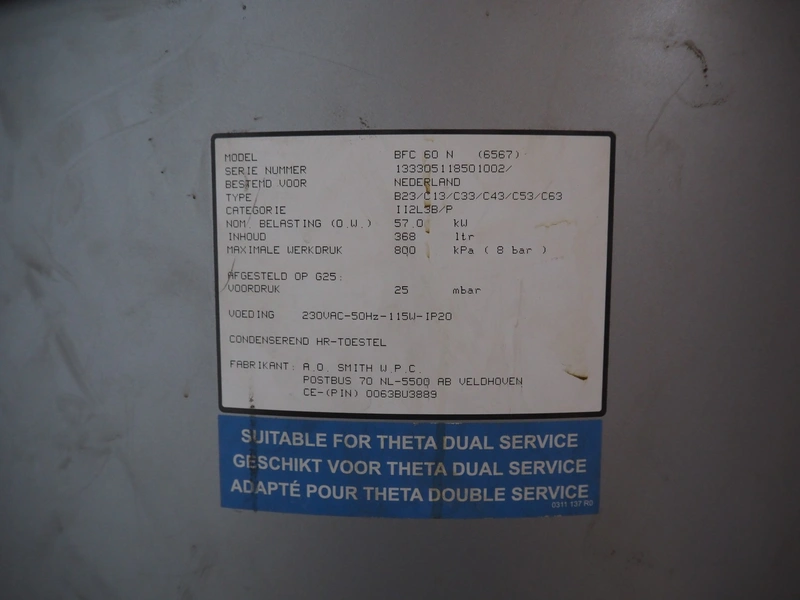 MODEL BFC 60 N (6567)
SERIE NUMMER 133305118501002/
BESTEMD VOOR NEDERLAND
TYPE B23/C13/C33/C43/C53/C63
CATEGORIE II2L3B/P
NOM. BELASTING (O.W.) 57.0 kW
INHOUD 368 ltr
MAXIMALE WERKDRUK 800 kPa ( 8 bar )
AFGESTELD OP G25:
VOORDRUK 25 mbar
VOEDING 230VAC-50Hz-115W-IP20
CONDENSEREND HR-TOESTEL
FABRIKANT: A.O. SMITH W.P.C.
POSTBUS 70 NL-5500 AB VELDHOVEN
CE-(PIN) 0063BU3889
SUITABLE FOR THETA DUAL SERVICE
GESCHIKT VOOR THETA DUAL SERVICE
ADAPTÉ POUR THETA DOUBLE SERVICE
0311 137 R0